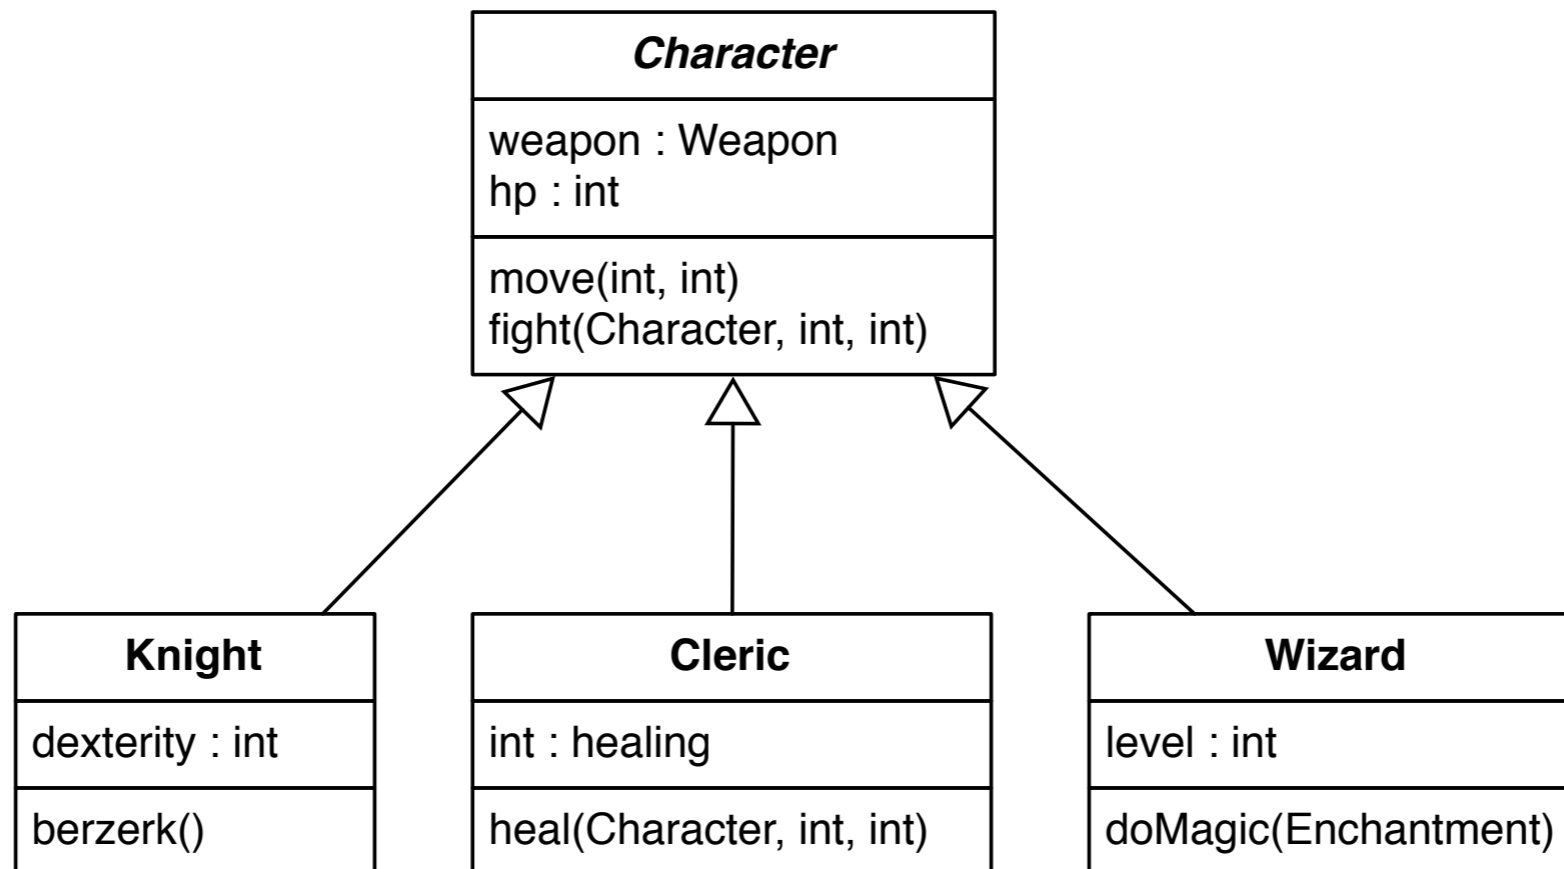 Character
weapon : Weapon
hp : int
move(int, int)
fight(Character, int, int)
Knight
dexterity : int
berzerk()
Cleric
int : healing
heal(Character, int, int)
Wizard
level : int
doMagic(Enchantment)